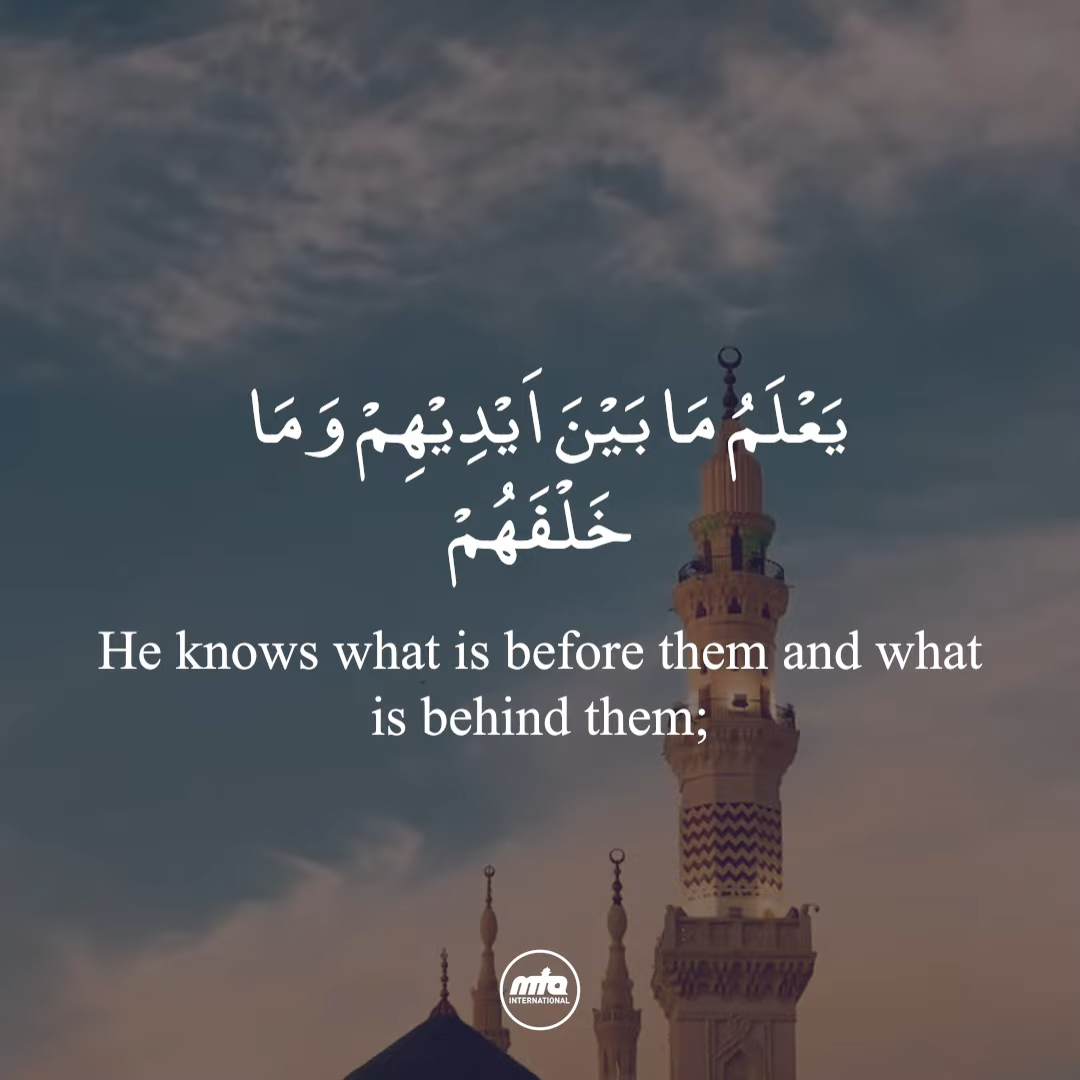 يَعْلَمُ مَا بَيْنَ اَيْدِيْهِمْ وَمَا
خَلْفَهُمْ
He knows what is before them and what
is behind them;
mta
INTERNATIONAL